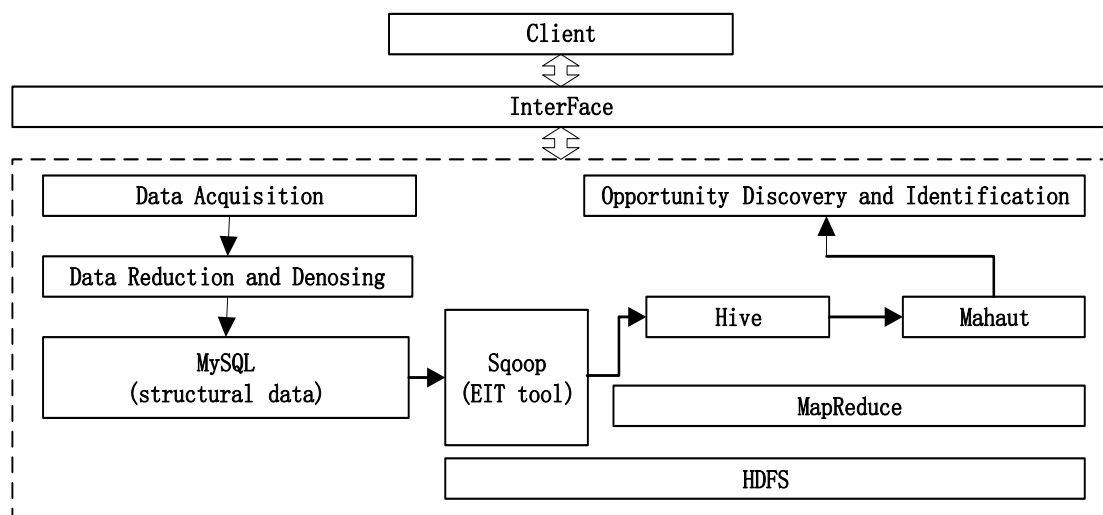 Client
InterFace
Data Acquisition
Opportunity Discovery and Identification
Data Reduction and Denosing
Hive
Mahaut
MySQL
(structural data)
Sqoop
(EIT tool)
MapReduce
HDFS